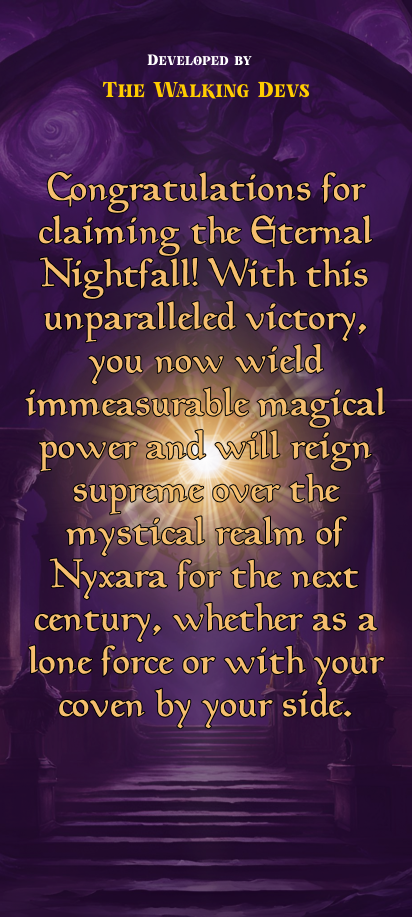 Developed by
The Walking Devs
Congratulations for
claiming the Eternal
Nightfall! With this
unparalleled victory,
you now wield
immeasurable magical
power and will reign
supreme over the
mystical realm of
Nyxara for the next
century, whether as a
lone force or with your
coven by your side.